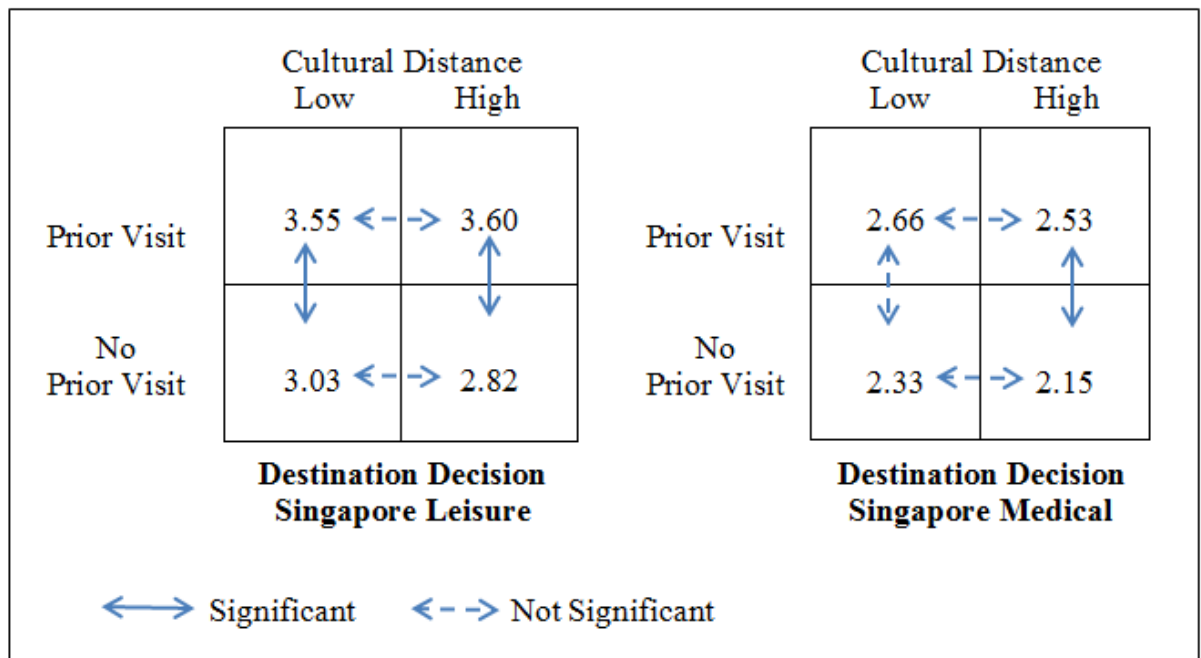 Cultural Distance
Low High
Prior Visit 3.55 3.60
No
Prior Visit 3.03 2.82
Destination Decision
Singapore Leisure
Cultural Distance
Low High
Prior Visit 2.66 2.53
No
Prior Visit 2.33 2.15
Destination Decision
Singapore Medical
Significant Not Significant